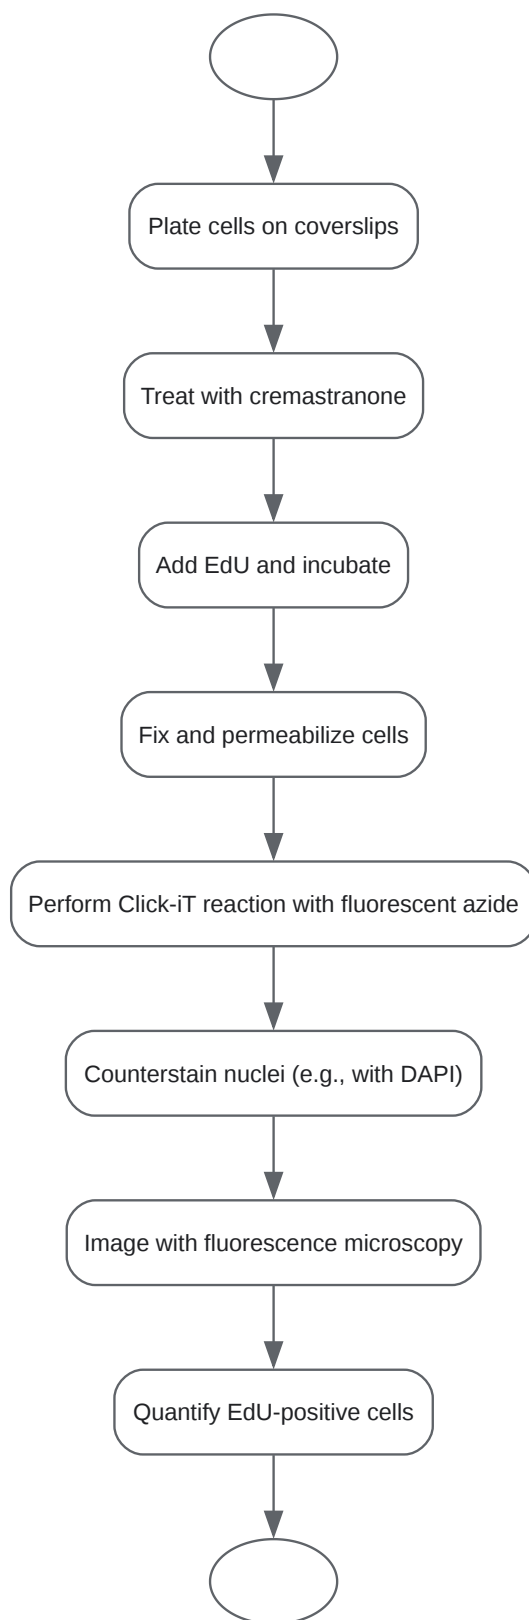 Plate cells on coverslips
Treat with cremastranone
Add EdU and incubate
Fix and permeabilize cells
Perform Click-iT reaction with fluorescent azide
Counterstain nuclei (e.g., with DAPI)
Image with fluorescence microscopy
Quantify EdU-positive cells